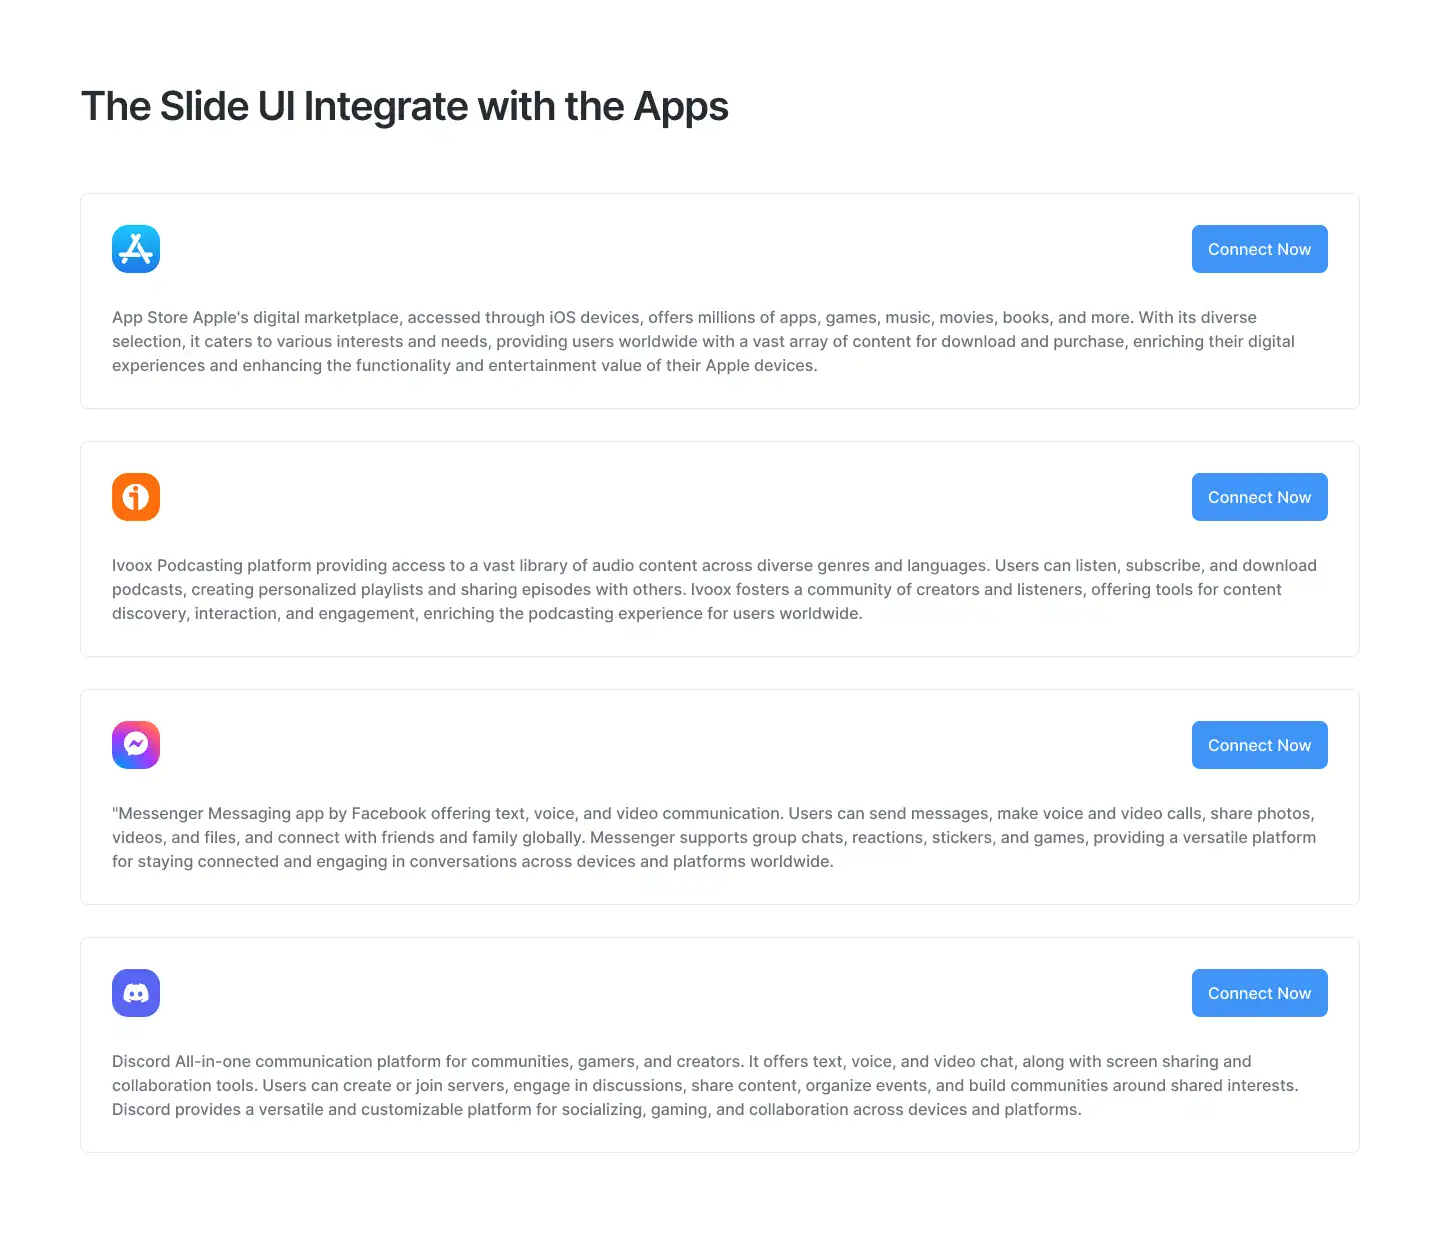 The Slide UI Integrate with the Apps
Connect Now
App Store Apple's digital marketplace, accessed through iOS devices, offers millions of apps, games, music, movies, books, and more. With its diverse
selection, it caters to various interests and needs, providing users worldwide with a vast array of content for download and purchase, enriching their digital
experiences and enhancing the functionality and entertainment value of their Apple devices.
Connect Now
Ivoox Podcasting platform providing access to a vast library of audio content across diverse genres and languages. Users can listen, subscribe, and download
podcasts, creating personalized playlists and sharing episodes with others. Ivoox fosters a community of creators and listeners, offering tools for content
discovery, interaction, and engagement, enriching the podcasting experience for users worldwide.
Connect Now
"Messenger Messaging app by Facebook offering text, voice, and video communication. Users can send messages, make voice and video calls, share photos,
videos, and files, and connect with friends and family globally. Messenger supports group chats, reactions, stickers, and games, providing a versatile platform
for staying connected and engaging in conversations across devices and platforms worldwide.
Connect Now
Discord All-in-one communication platform for communities, gamers, and creators. It offers text, voice, and video chat, along with screen sharing and
collaboration tools. Users can create or join servers, engage in discussions, share content, organize events, and build communities around shared interests.
Discord provides a versatile and customizable platform for socializing, gaming, and collaboration across devices and platforms.